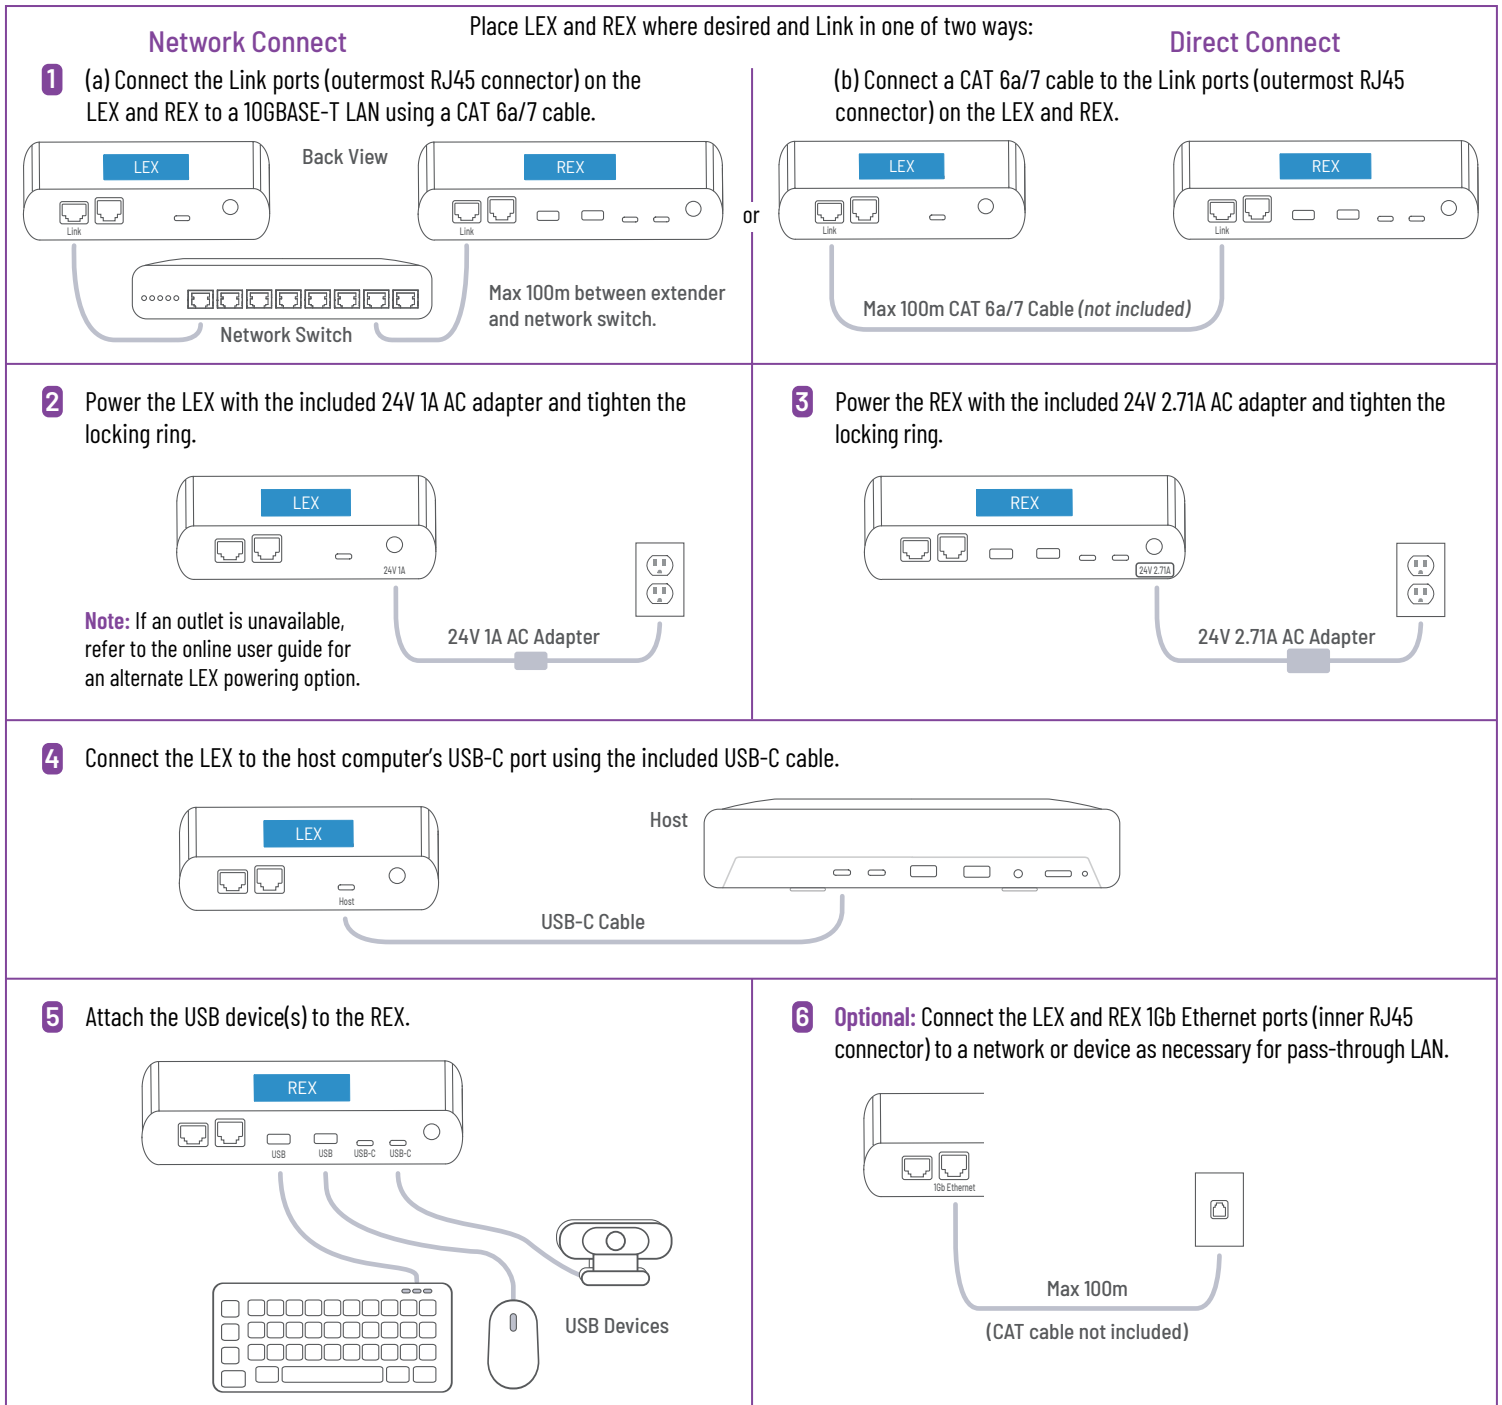 Place LEX and REX where desired and Link in one of two ways:
Network Connect
1
(a) Connect the Link ports (outermost RJ45 connector) on the
LEX and REX to a 10GBASE-T LAN using a CAT 6a/7 cable.
LEX
Back View
REX
Link
Link
Max 100m between extender
and network switch.
Network Switch
or
Direct Connect
(b) Connect a CAT 6a/7 cable to the Link ports (outermost RJ45
connector) on the LEX and REX.
LEX
REX
Link
Link
Max 100m CAT 6a/7 Cable (not included)
2
Power the LEX with the included 24V 1A AC adapter and tighten the
locking ring.
LEX
24V 1A
Note: If an outlet is unavailable,
refer to the online user guide for
an alternate LEX powering option.
24V 1A AC Adapter
3
Power the REX with the included 24V 2.71A AC adapter and tighten the
locking ring.
REX
24V 2.71A
24V 2.71A AC Adapter
4
Connect the LEX to the host computer's USB-C port using the included USB-C cable.
LEX
Host
Host
USB-C Cable
5
Attach the USB device(s) to the REX.
REX
USB
USB
USB-C
USB-C
USB Devices
6
Optional: Connect the LEX and REX 1Gb Ethernet ports (inner RJ45
connector) to a network or device as necessary for pass-through LAN.
1Gb Ethernet
Max 100m
(CAT cable not included)